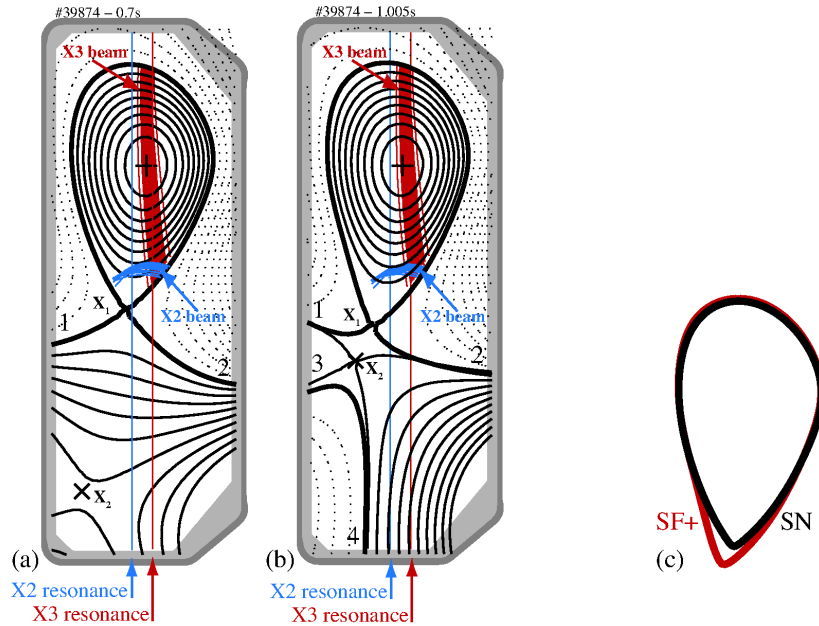 #39874 – 0.7s
#39874 – 1.005s
X3 beam
X3 beam
X1
X2 beam
X1
X2 beam
1
2
1
3
X2
2
X2
4
(a)
(b)
SF+
SN
(c)
X2 resonance
X3 resonance
X2 resonance
X3 resonance